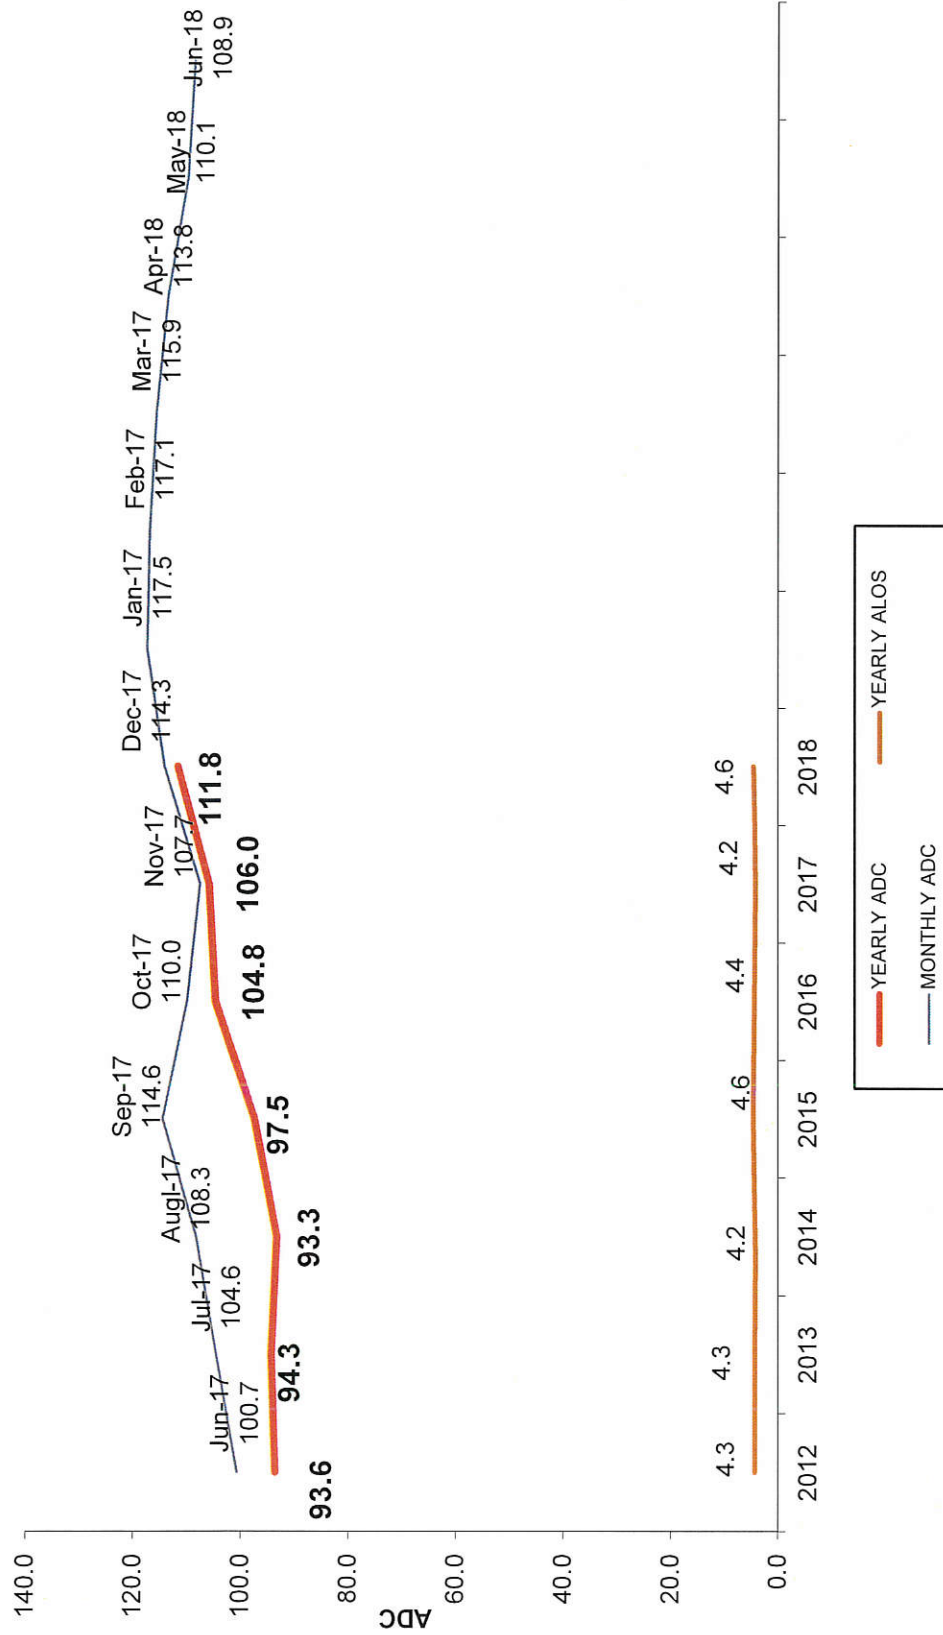 140.0
120.0
100.0
80.0
60.0
40.0
20.0
0.0
ADC
Jun-17
100.7
Jul-17
104.6
Augl-17
108.3
Sep-17
114.6
Oct-17
110.0
Nov-17
107.7
Dec-17
114.3
Jan-17
117.5
Feb-17
117.1
Mar-17
115.9
Apr-18
113.8
May-18
110.1
Jun-18
108.9
93.6
94.3
93.3
97.5
104.8
106.0
111.8
4.3
4.3
4.2
4.6
4.4
4.2
4.6
2012
2013
2014
2015
2016
2017
2018
YEARLY ADC
YEARLY ALOS
MONTHLY ADC